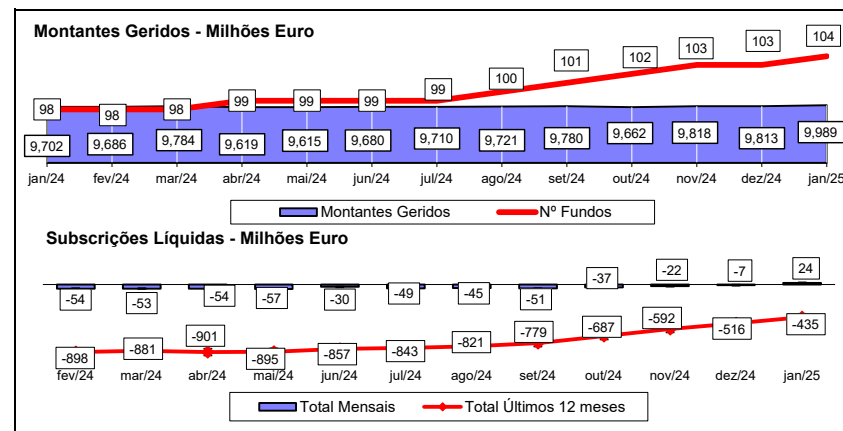 Montantes Geridos - Milhões Euro
98 98 98 99 99 99 99 100 101 102 103 103 104
9,702 9,686 9,784 9,619 9,615 9,680 9,710 9,721 9,780 9,662 9,818 9,813 9,989
jan/24 fev/24 mar/24 abr/24 mai/24 jun/24 jul/24 ago/24 set/24 out/24 nov/24 dez/24 jan/25
Montantes Geridos Nº Fundos
Subscrições Líquidas - Milhões Euro
-54 -53 -54 -57 -30 -49 -45 -51 -37 -22 -7 24
-898 -881 -901 -895 -857 -843 -821 -779 -687 -592 -516 -435
fev/24 mar/24 abr/24 mai/24 jun/24 jul/24 ago/24 set/24 out/24 nov/24 dez/24 jan/25
Total Mensais Total Últimos 12 meses